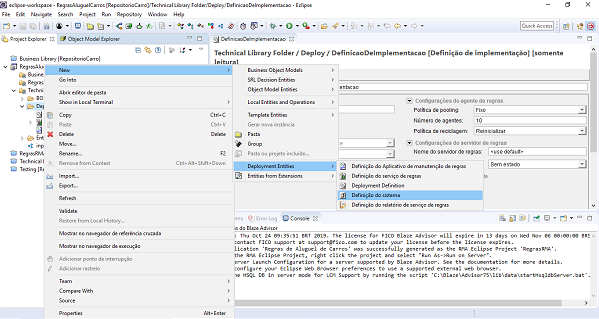 eclipse-workspace - RegrasAluguelCarros [RepositorioCarro]/Technical Library Folder/Deploy/DefinicaoDeImplementacao - Eclipse
File Edit Navigate Search Project Run Repository Window Help
Quick Access
Project Explorer
Object Model Explorer
DefinicaoDeImplementacao
Technical Library Folder / Deploy / DefinicaoDeImplementacao [Definição de implementação] [somente leitura]
Business Library [RepositorioCarro]
RegrasAlu
Busin
Regra
Techn
BO
De
Ent
inp
RegrasRMA
Technical
Testing [Re
New
Go Into
Abrir editor de pasta
Show in Local Terminal
Copy Ctrl+C
Paste Ctrl+V
Delete Delete
Move...
Rename... F2
Remove from Context Ctrl+Alt+Shift+Down
Import...
Export...
Refresh
Validate
Restore from Local History...
Mostrar no navegador de referência cruzada
Mostrar no navegador de execução
Adicionar ponto de interrupção
Adicionar rastreio
Team
Compare With
Source
Properties Alt+Enter
Business Object Models
SRL Decision Entities
Object Model Entities
Local Entities and Operations
Template Entities
Gerar nova instância
Pasta
Group
Pasta ou projeto incluído...
Deployment Entities
Entities from Extensions
Definição do Aplicativo de manutenção de regras
Definição do serviço de regras
Deployment Definition
Definição do sistema
Definição do relatório de serviço de regras
entacao
Configurações do agente de regras
Política de pooling: Fixo
Número de agentes: 10
Política de reciclagem: Reinicializar
Configurações do servidor de regras
Nome do servidor de regras: <use default>
Bem estado
rms
Error Log
Console
s of Blaze Advisor
Thu Oct 24 09:35:51 BRT 2019. The license for FICO Blaze Advisor will expire in 13 days on Wed Nov 06 00:00:00 BRS
contact FICO support at support@fico.com to update your license before the license expires.
lication 'Regras de Aluguel de Carros' was successfully generated as the RMA Eclipse Project 'RegrasRMA'.
the RMA Eclipse Project, right click the project and select "Run As->Run on Server".
erver Launch Configuration for a server supported by Blaze Advisor. See the documentation for more details.
configure your Eclipse Web Browser preferences to use a supported external web browser.
he HSQL DB in server mode for LCM Support by running the script 'C:\Blaze\Advisor75\lib\data\startHsqldbServer.bat'.